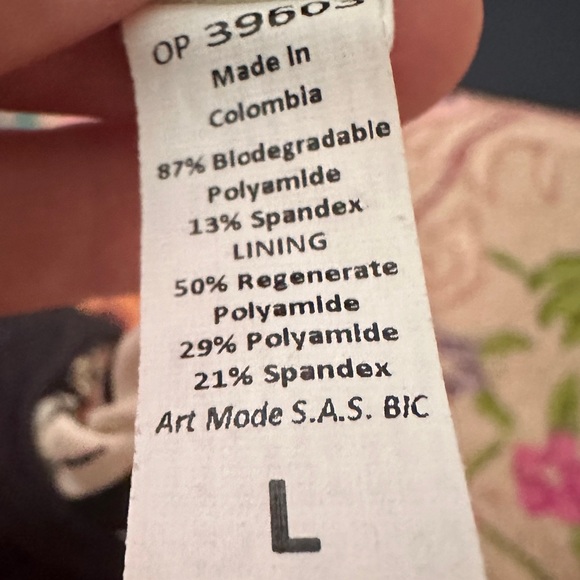 OP 39603
Made In
Colombia
87% Biodegradable
Polyamide
13% Spandex
LINING
50% Regenerate
Polyamide
29% Polyamide
21% Spandex
Art Mode S.A.S. BIC
L